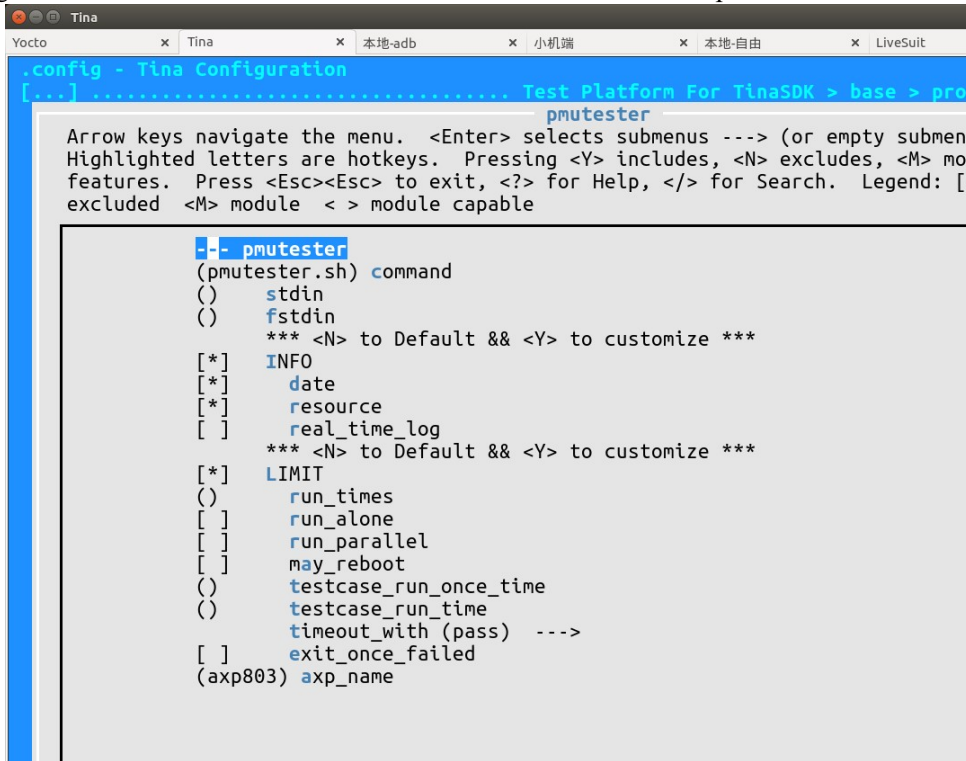 Tina
Yocto × Tina × 本地-adb × 小机端 × 本地-自由 × LiveSuit
.config - Tina Configuration
[...] .................................... Test Platform For TinaSDK > base > pro
pmutester
Arrow keys navigate the menu.  <Enter> selects submenus ---> (or empty submen
Highlighted letters are hotkeys.  Pressing <Y> includes, <N> excludes, <M> mo
features.  Press <Esc><Esc> to exit, <?> for Help, </> for Search.  Legend: [
excluded  <M> module  < > module capable
--- pmutester
(pmutester.sh) command
()    stdin
()    fstdin
*** <N> to Default && <Y> to customize ***
[*]   INFO
[*]     date
[*]     resource
[ ]     real_time_log
*** <N> to Default && <Y> to customize ***
[*]   LIMIT
()      run_times
[ ]     run_alone
[ ]     run_parallel
[ ]     may_reboot
()      testcase_run_once_time
()      testcase_run_time
timeout_with (pass)  --->
[ ]     exit_once_failed
(axp803) axp_name